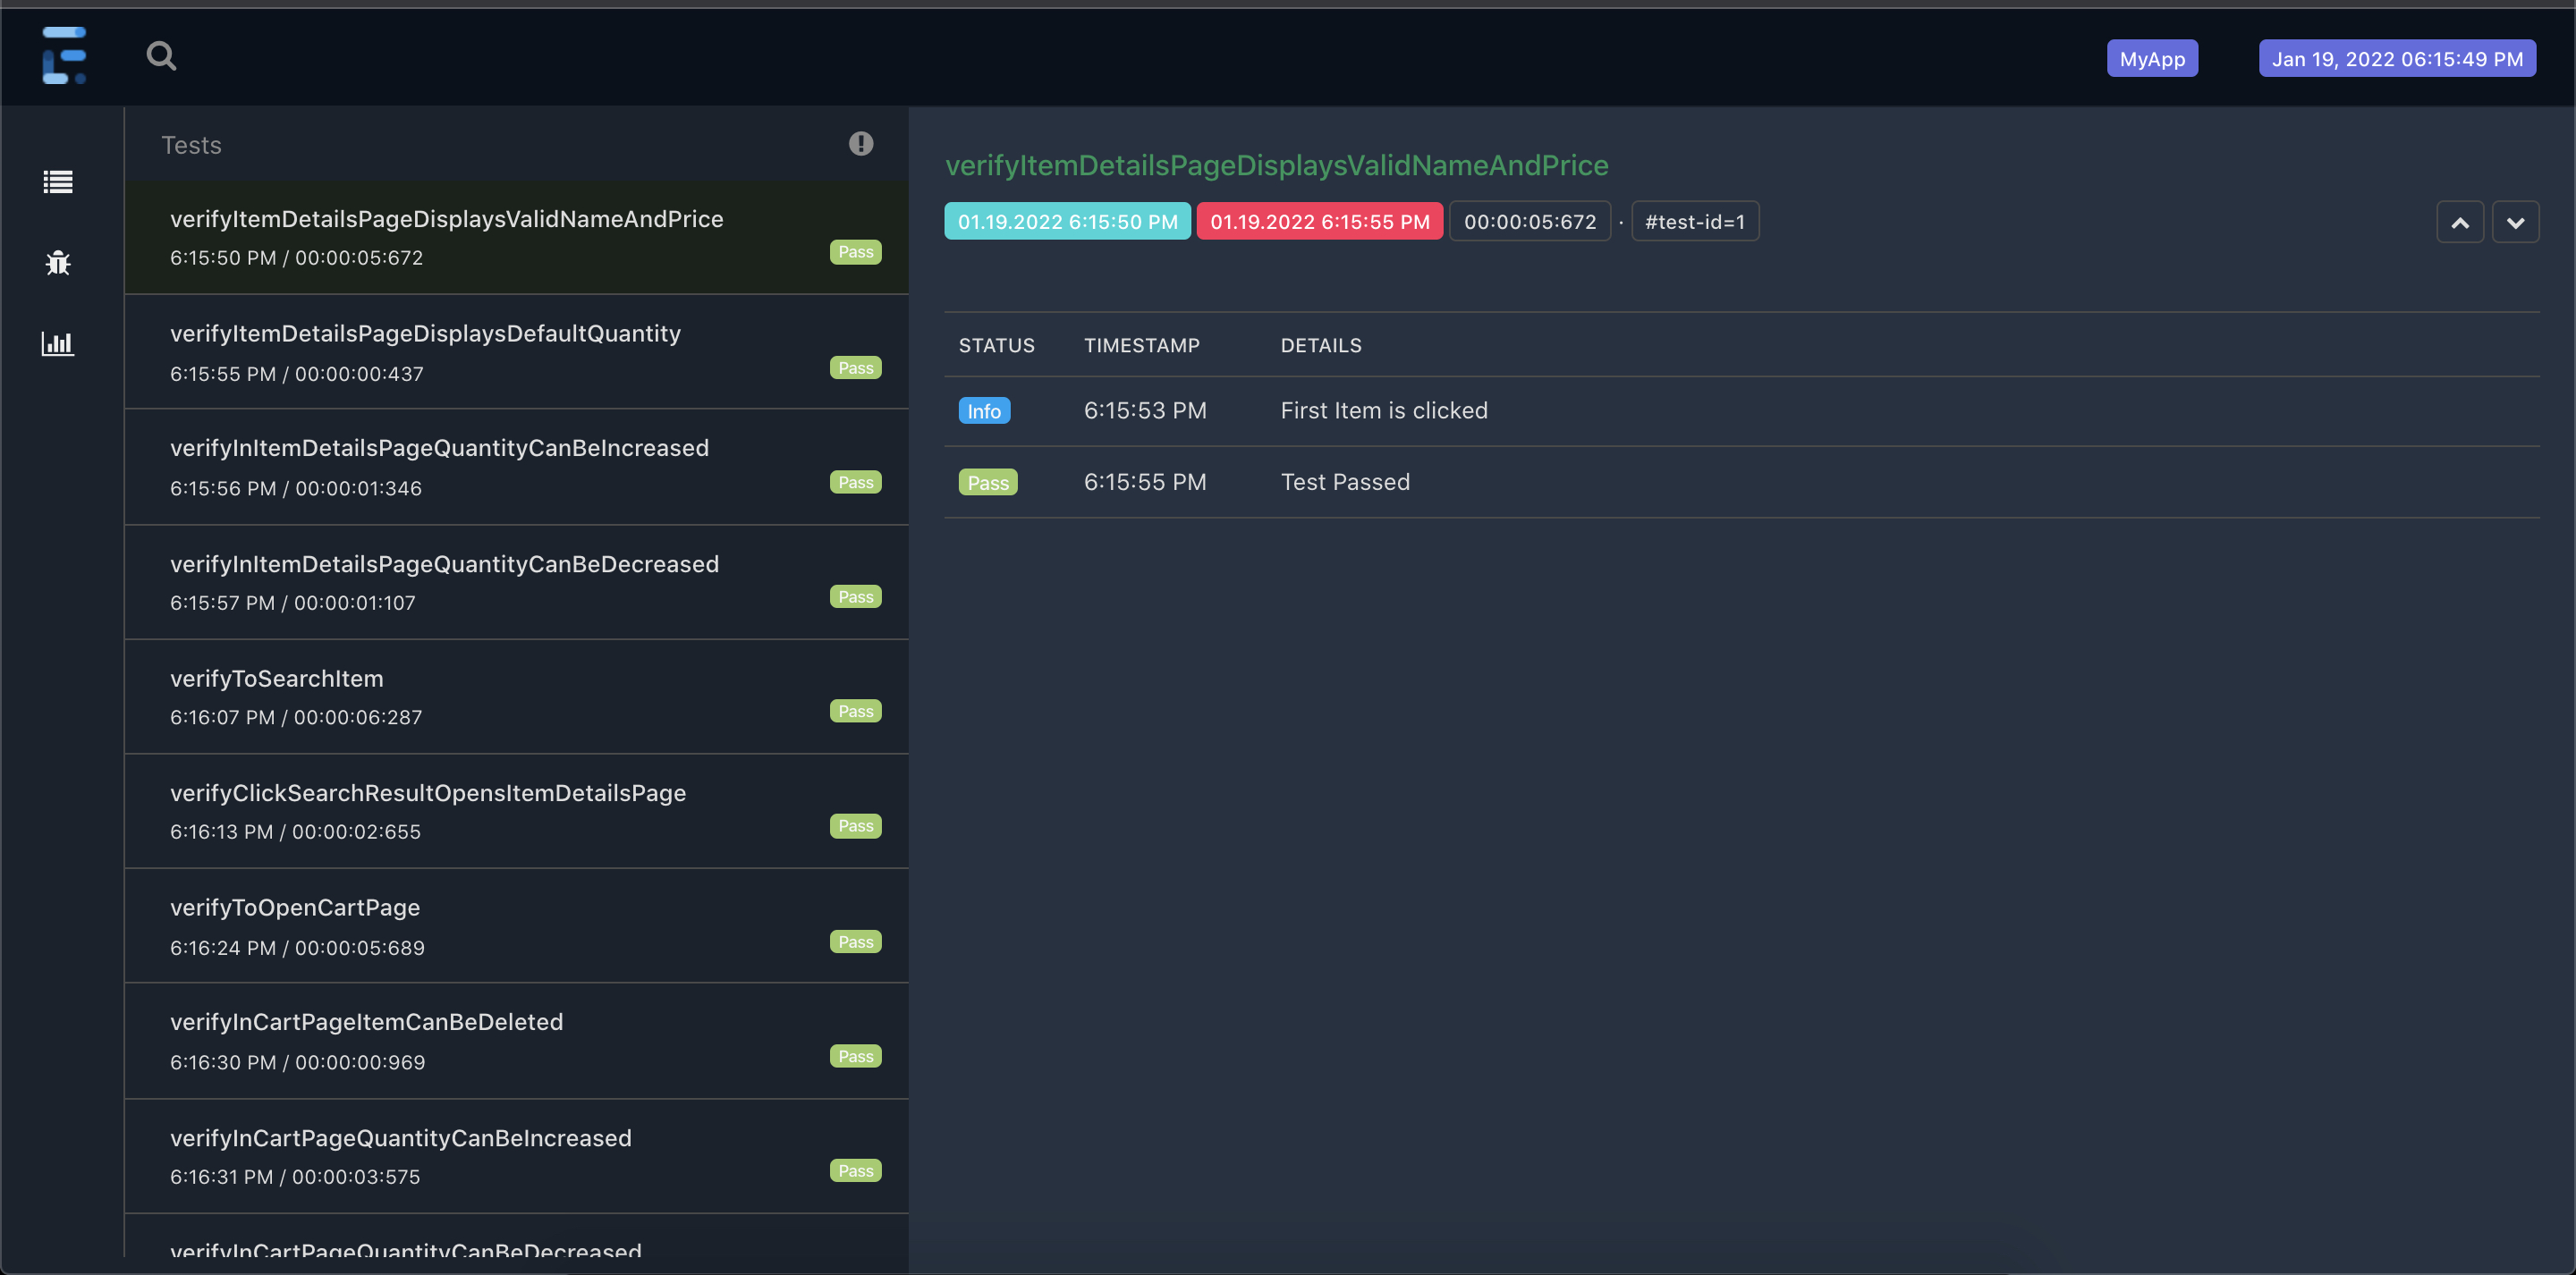 MyApp
Jan 19, 2022 06:15:49 PM
Tests
verifyItemDetailsPageDisplaysValidNameAndPrice
6:15:50 PM / 00:00:05:672
Pass
verifyItemDetailsPageDisplaysDefaultQuantity
6:15:55 PM / 00:00:00:437
Pass
verifyInItemDetailsPageQuantityCanBeIncreased
6:15:56 PM / 00:00:01:346
Pass
verifyInItemDetailsPageQuantityCanBeDecreased
6:15:57 PM / 00:00:01:107
Pass
verifyToSearchItem
6:16:07 PM / 00:00:06:287
Pass
verifyClickSearchResultOpensItemDetailsPage
6:16:13 PM / 00:00:02:655
Pass
verifyToOpenCartPage
6:16:24 PM / 00:00:05:689
Pass
verifyInCartPageItemCanBeDeleted
6:16:30 PM / 00:00:00:969
Pass
verifyInCartPageQuantityCanBeIncreased
6:16:31 PM / 00:00:03:575
Pass
verifyInCartPageQuantityCanBeDecreased
verifyItemDetailsPageDisplaysValidNameAndPrice
01.19.2022 6:15:50 PM 01.19.2022 6:15:55 PM 00:00:05:672 · #test-id=1
STATUS TIMESTAMP DETAILS
Info 6:15:53 PM First Item is clicked
Pass 6:15:55 PM Test Passed